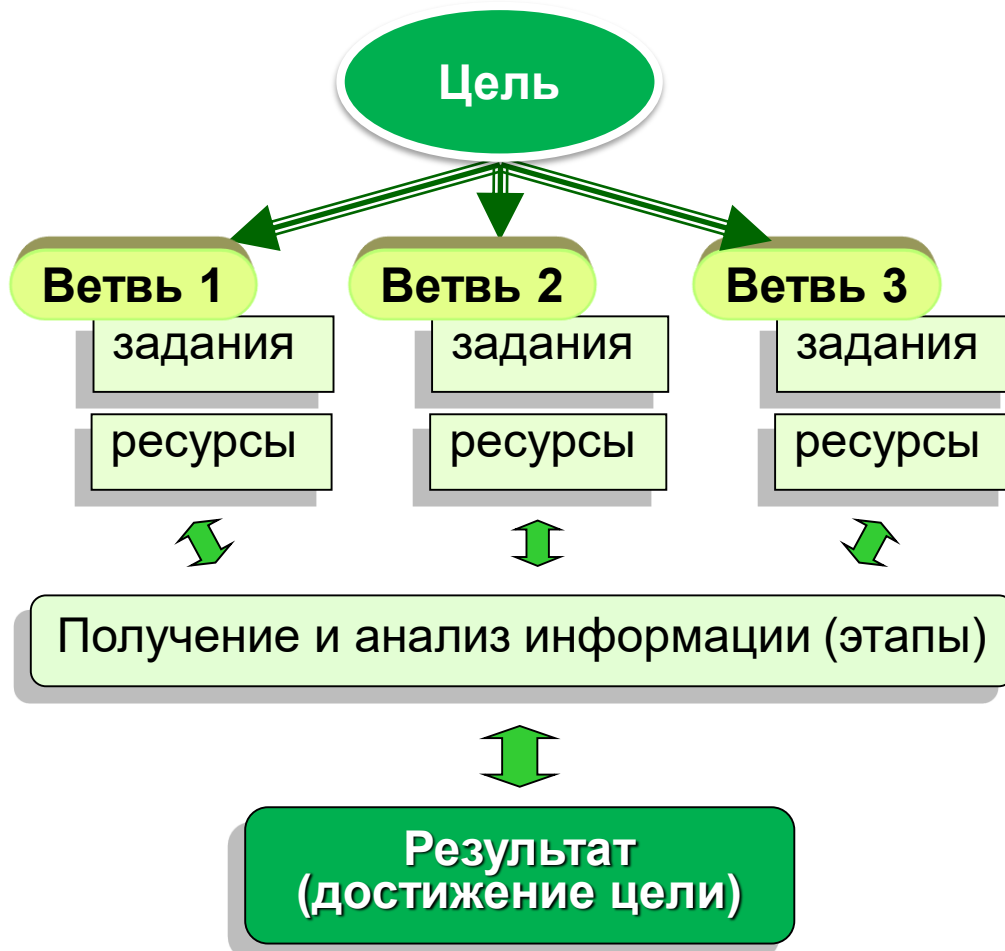 Цель
Ветвь 1
Ветвь 2
Ветвь 3
задания
задания
задания
ресурсы
ресурсы
ресурсы
Получение и анализ информации (этапы)
Результат
(достижение цели)